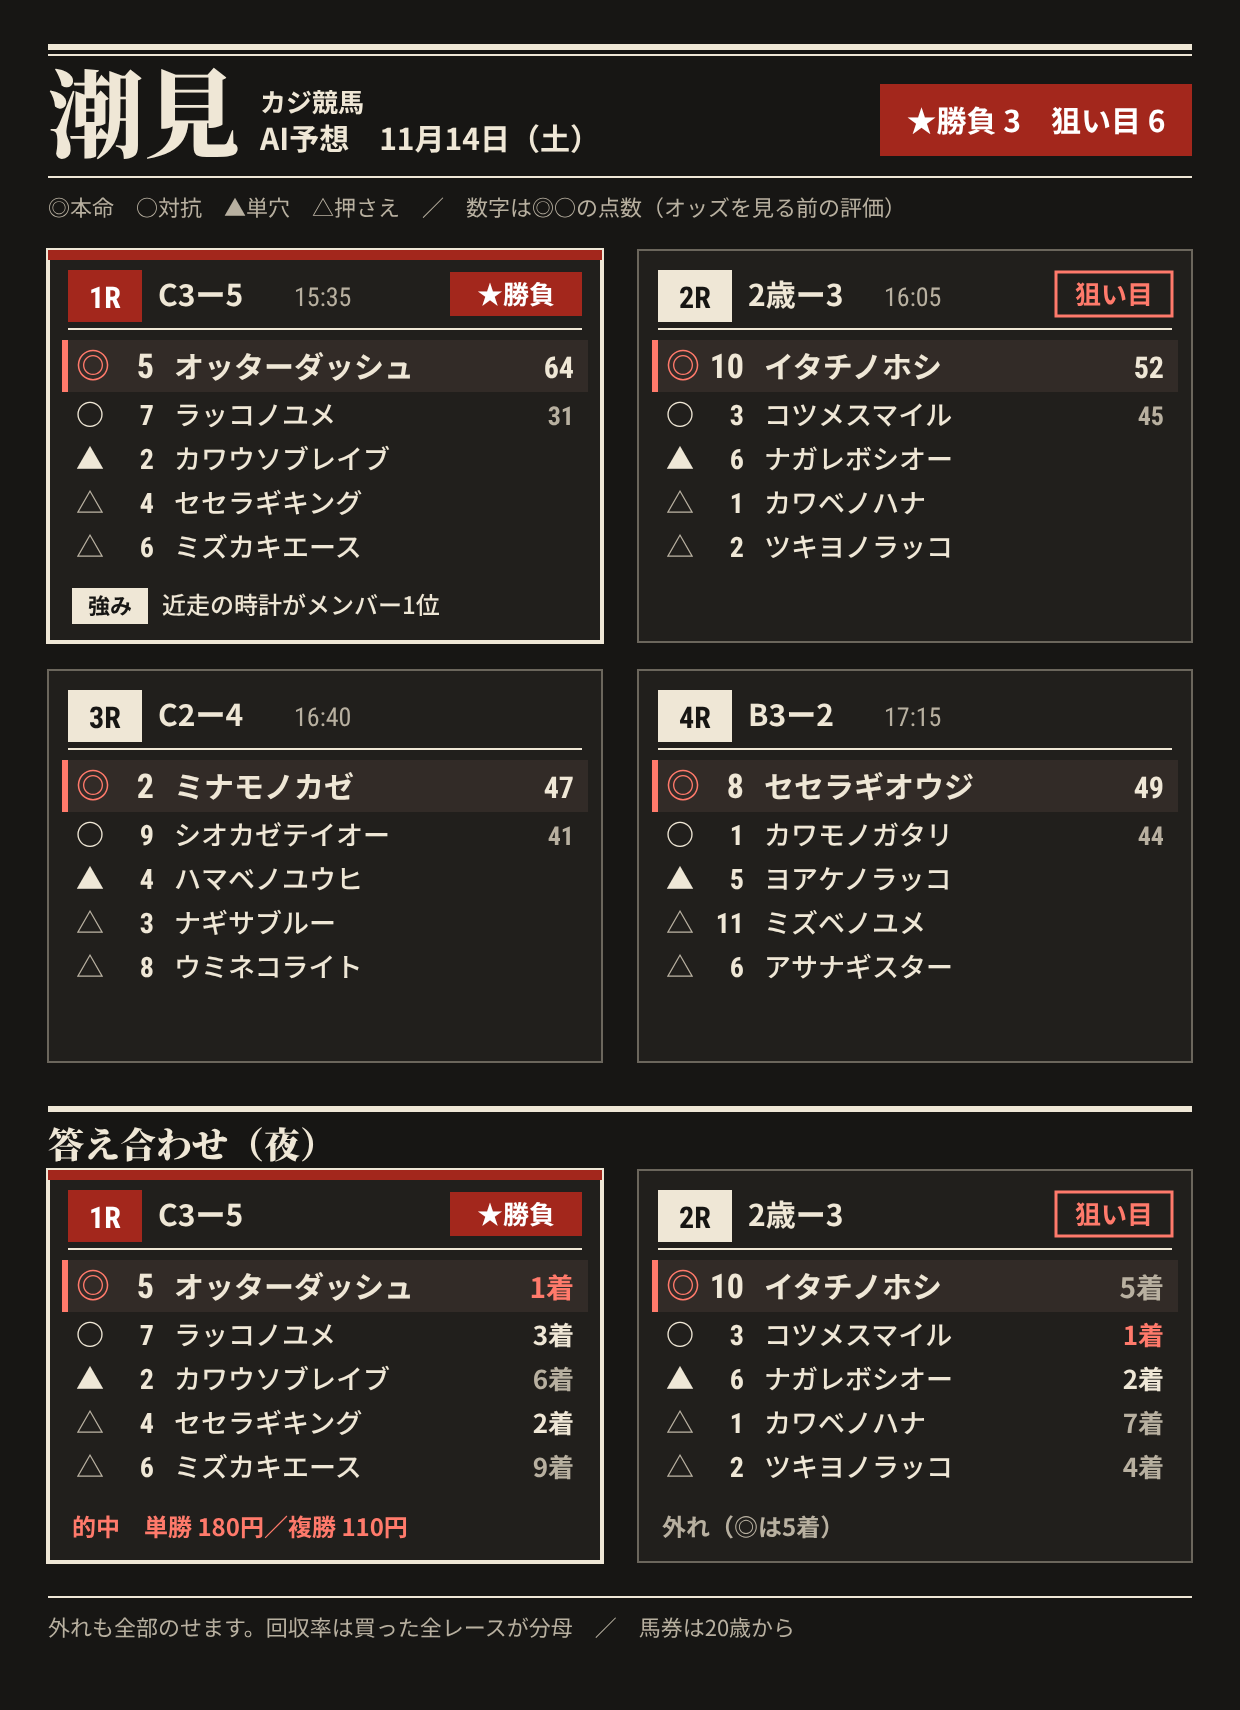 潮見
カジ競馬
AI予想　11月14日（土）
★勝負 3　狙い目 6
◎本命　○対抗　▲単穴　△押さえ　／　数字は◎○の点数（オッズを見る前の評価）
1R C3ー5 15:35 ★勝負
◎ 5 オッターダッシュ 64
○ 7 ラッコノユメ 31
▲ 2 カワウソブレイブ
△ 4 セセラギキング
△ 6 ミズカキエース
強み 近走の時計がメンバー1位
2R 2歳ー3 16:05 狙い目
◎ 10 イタチノホシ 52
○ 3 コツメスマイル 45
▲ 6 ナガレボシオー
△ 1 カワベノハナ
△ 2 ツキヨノラッコ
3R C2ー4 16:40
◎ 2 ミナモノカゼ 47
○ 9 シオカゼテイオー 41
▲ 4 ハマベノユウヒ
△ 3 ナギサブルー
△ 8 ウミネコライト
4R B3ー2 17:15
◎ 8 セセラギオウジ 49
○ 1 カワモノガタリ 44
▲ 5 ヨアケノラッコ
△ 11 ミズベノユメ
△ 6 アサナギスター
答え合わせ（夜）
1R C3ー5 ★勝負
◎ 5 オッターダッシュ 1着
○ 7 ラッコノユメ 3着
▲ 2 カワウソブレイブ 6着
△ 4 セセラギキング 2着
△ 6 ミズカキエース 9着
的中　単勝 180円／複勝 110円
2R 2歳ー3 狙い目
◎ 10 イタチノホシ 5着
○ 3 コツメスマイル 1着
▲ 6 ナガレボシオー 2着
△ 1 カワベノハナ 7着
△ 2 ツキヨノラッコ 4着
外れ（◎は5着）
外れも全部のせます。回収率は買った全レースが分母　／　馬券は20歳から